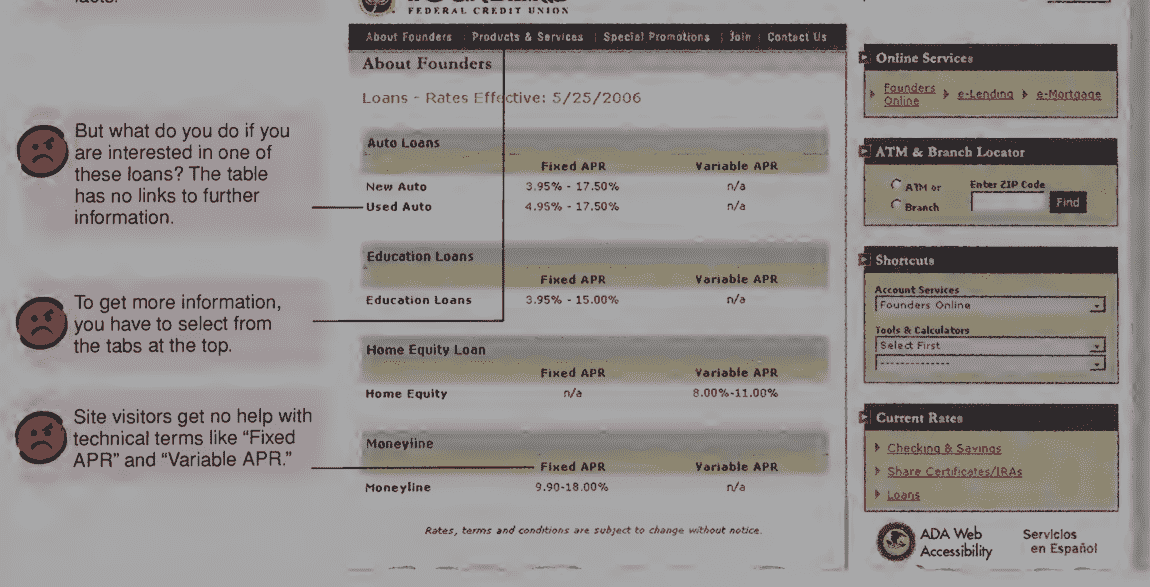 facts.
But what do you do if you
are interested in one of
these loans? The table
has no links to further
information.
To get more information,
you have to select from
the tabs at the top.
Site visitors get no help with
technical terms like “Fixed
APR” and “Variable APR.”
FEDERAL CREDIT UNION
About Founders | Products & Services | Special Promotions | Join | Contact Us
About Founders
Loans - Rates Effective: 5/25/2006
Auto Loans
Fixed APR Variable APR
New Auto 3.95% - 17.50% n/a
Used Auto 4.95% - 17.50% n/a
Education Loans
Fixed APR Variable APR
Education Loans 3.95% - 15.00% n/a
Home Equity Loan
Fixed APR Variable APR
Home Equity n/a 8.00%-11.00%
Moneyline
Fixed APR Variable APR
Moneyline 9.90-18.00% n/a
Rates, terms and conditions are subject to change without notice.
Online Services
Founders
Online
e-Lending e-Mortgage
ATM & Branch Locator
ATM or Enter ZIP Code
Branch Find
Shortcuts
Account Services
Founders Online
Tools & Calculators
Select First
--------------
Current Rates
Checking & Savings
Share Certificates/IRAs
Loans
ADA Web
Accessibility
Servicios
en Español